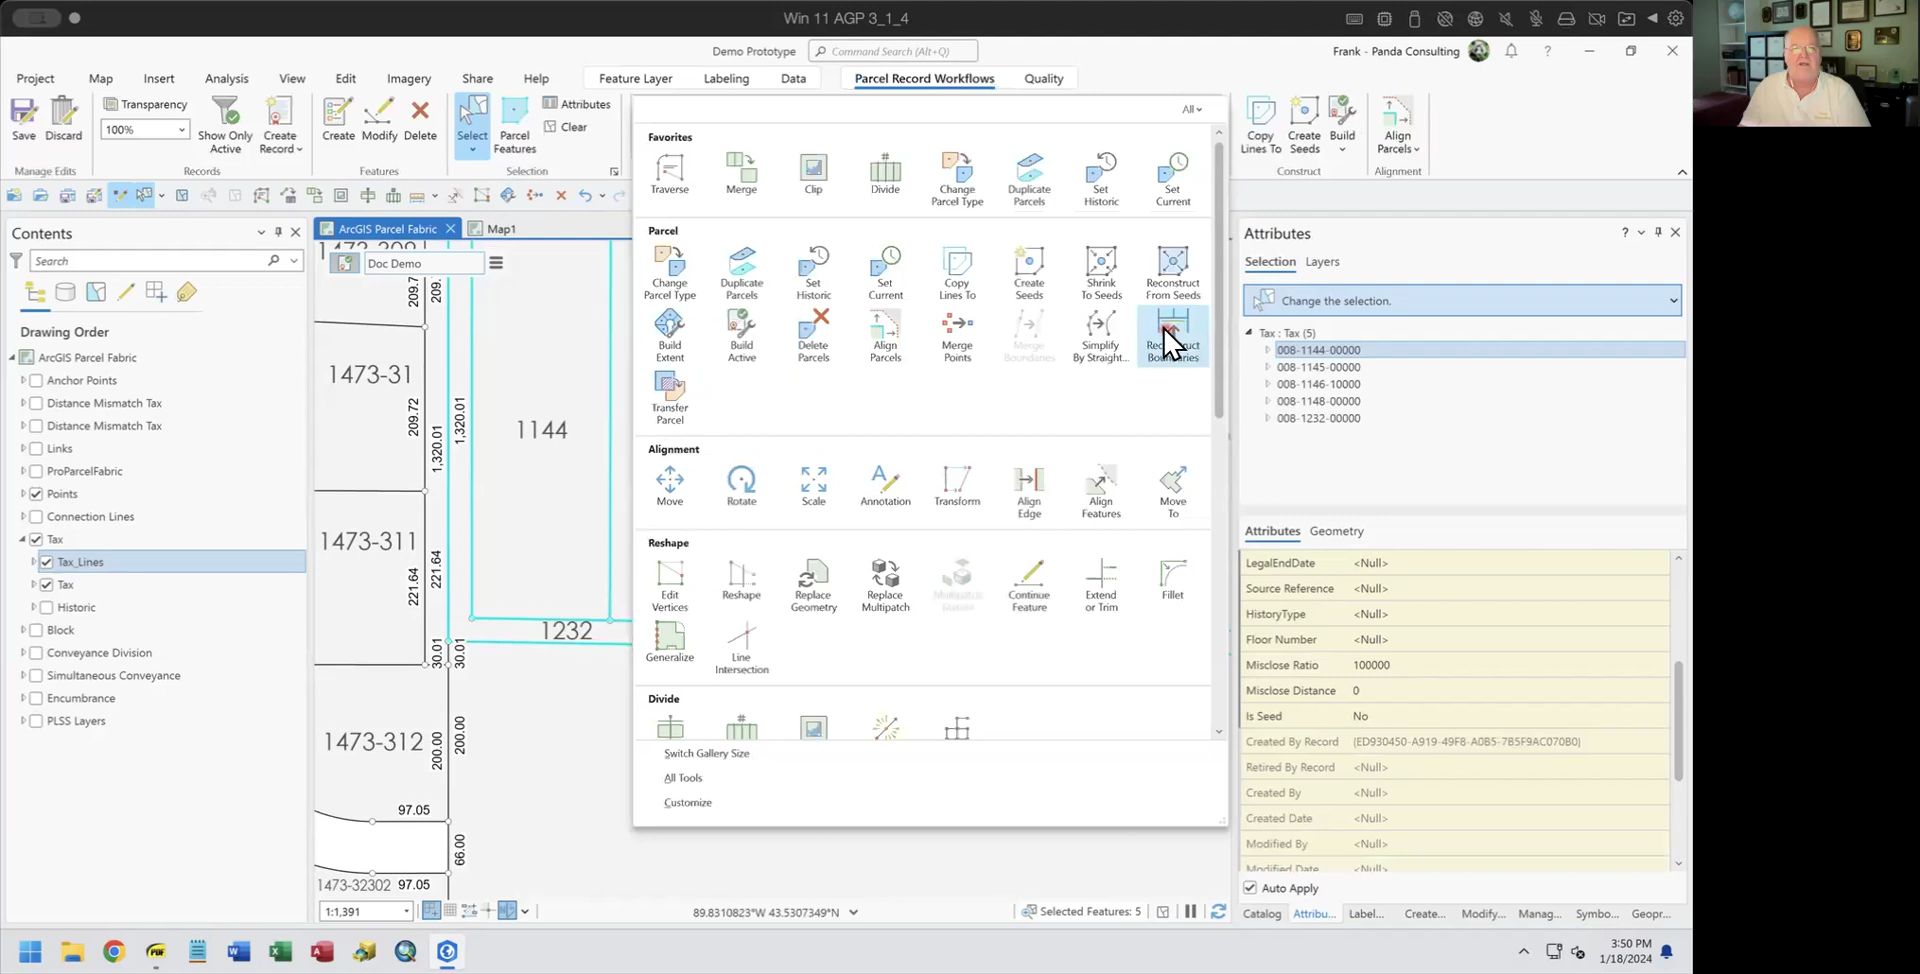 Win 11 AGP 3_1_4
Demo Prototype
Command Search (Alt+Q)
Frank - Panda Consulting
?
Project
Map
Insert
Analysis
View
Edit
Imagery
Share
Help
Feature Layer
Labeling
Data
Parcel Record Workflows
Quality
Save
Discard
Manage Edits
Transparency
100%
Show Only Active
Create Record
Records
Create
Modify
Delete
Features
Select
Parcel Features
Attributes
Clear
Selection
All
Favorites
Traverse
Merge
Clip
Divide
Change Parcel Type
Duplicate Parcels
Set Historic
Set Current
Parcel
Change Parcel Type
Duplicate Parcels
Set Historic
Set Current
Copy Lines To
Create Seeds
Shrink To Seeds
Reconstruct From Seeds
Build Extent
Build Active
Delete Parcels
Align Parcels
Merge Points
Merge Boundaries
Simplify By Straight...
Transfer Parcel
Alignment
Move
Rotate
Scale
Annotation
Transform
Align Edge
Align Features
Move To
Reshape
Edit Vertices
Reshape
Replace Geometry
Replace Multipatch
Continue Feature
Extend or Trim
Fillet
Generalize
Line Intersection
Divide
Switch Gallery Size
All Tools
Customize
Copy Lines To
Create Seeds
Build
Construct
Align Parcels
Alignment
Contents
Search
Drawing Order
ArcGIS Parcel Fabric
Anchor Points
Distance Mismatch Tax
Distance Mismatch Tax
Links
ProParcelFabric
Points
Connection Lines
Tax
Tax_Lines
Tax
Historic
Block
Conveyance Division
Simultaneous Conveyance
Encumbrance
PLSS Layers
ArcGIS Parcel Fabric
Map1
Doc Demo
209.7
209.
1473-31
209.72
1,320.01
1,320.01
1144
1473-311
221.64
221.64
1232
30.01
30.01
1473-312
200.00
200.00
97.05
66.00
1473-32302
97.05
1:1,391
89.8310823°W 43.5307349°N
Selected Features: 5
Attributes
?
Selection
Layers
Change the selection.
Tax : Tax (5)
008-1144-00000
008-1145-00000
008-1146-10000
008-1148-00000
008-1232-00000
Attributes
Geometry
LegalEndDate <Null>
Source Reference <Null>
HistoryType <Null>
Floor Number <Null>
Misclose Ratio 100000
Misclose Distance 0
Is Seed No
Created By Record {ED930450-A919-49F8-A0B5-785F9AC070B0}
Retired By Record <Null>
Created By <Null>
Created Date <Null>
Modified By <Null>
Modified Date <Null>
Auto Apply
Catalog
Attribu...
Label...
Create...
Modify...
Manag...
Symbo...
Geopr...
3:50 PM
1/18/2024